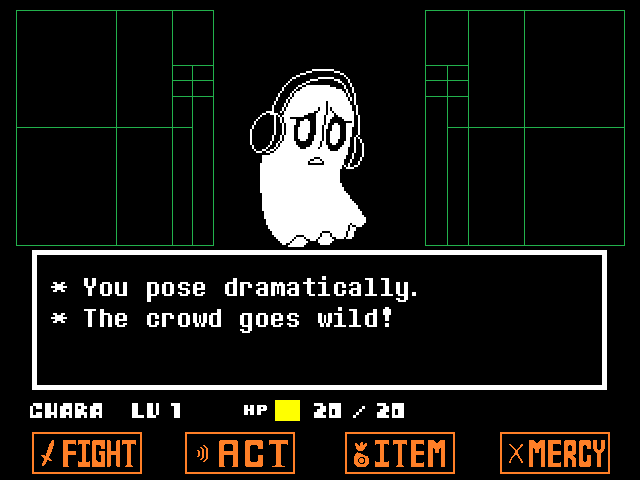 * You pose dramatically.
* The crowd goes wild!
CHARA LV 1 HP 20 / 20
FIGHT ACT ITEM MERCY